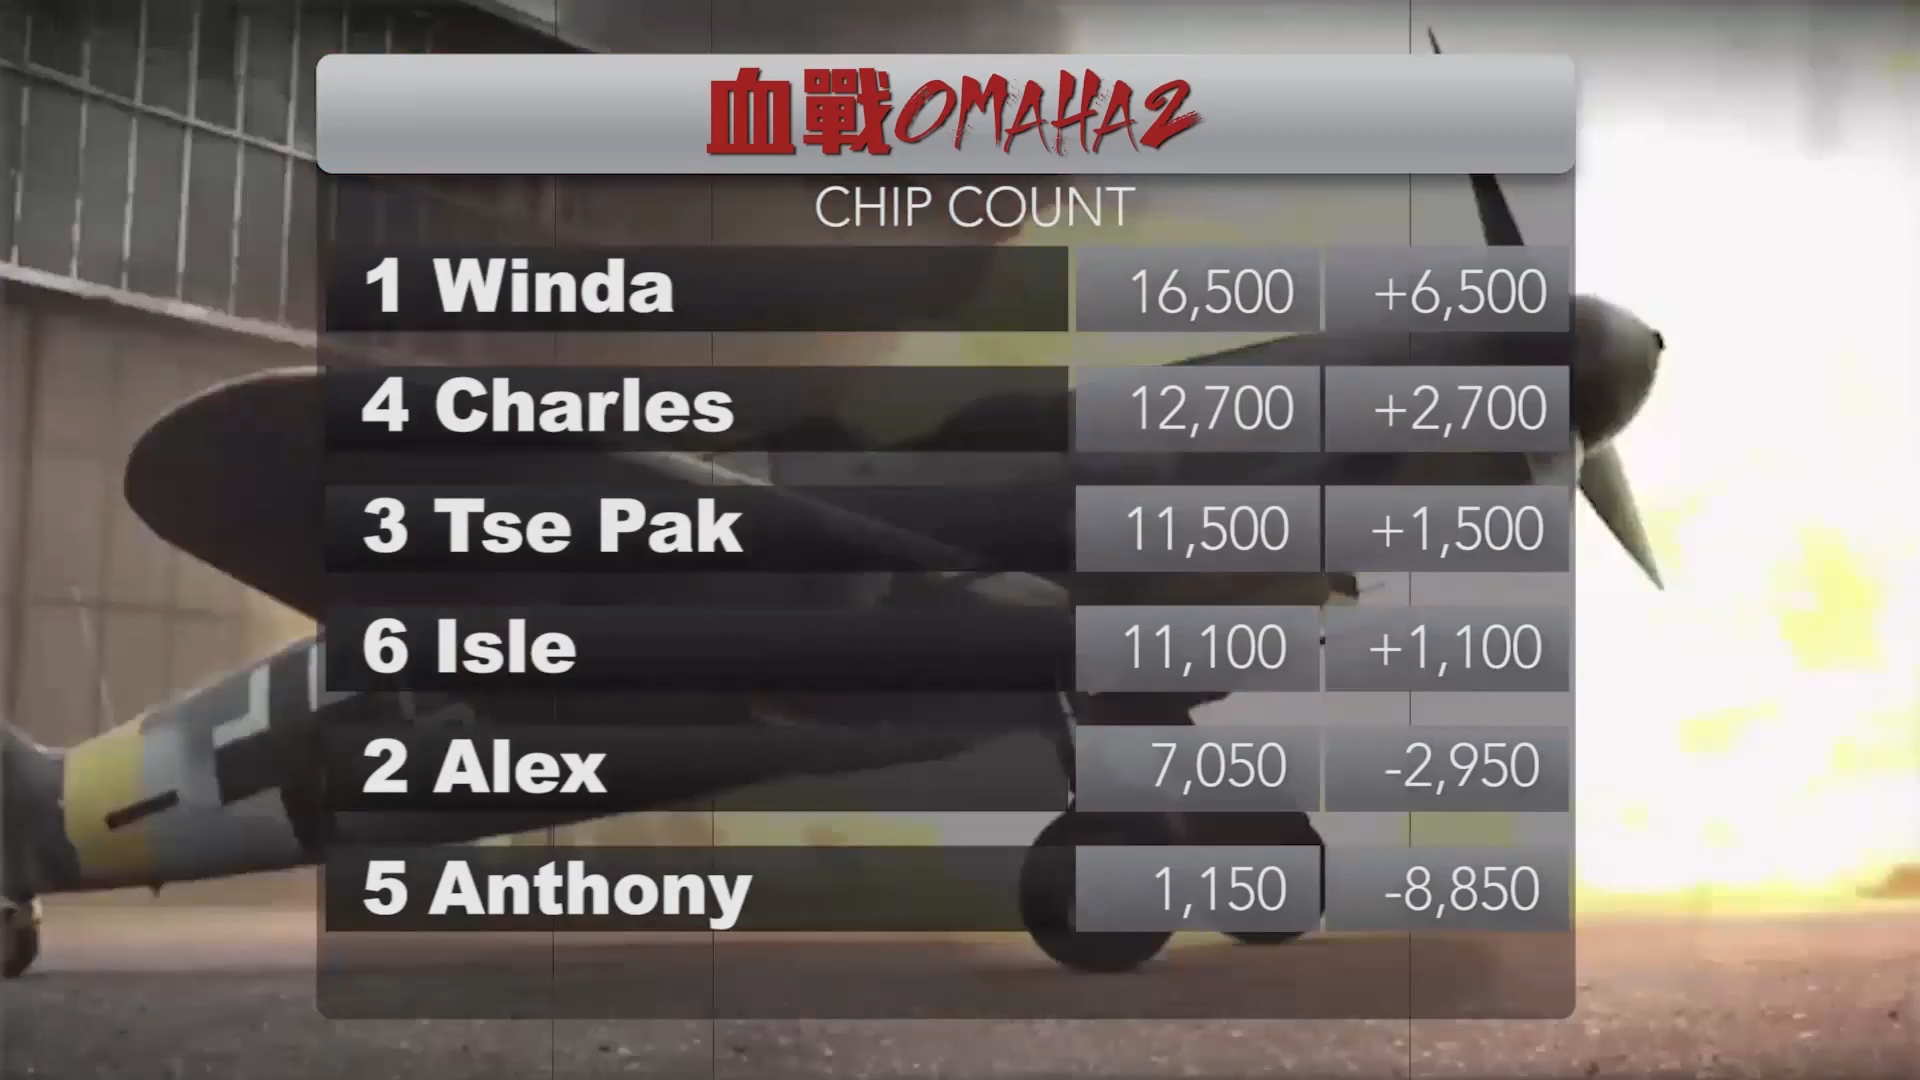 血戰OMAHA2
CHIP COUNT
1 Winda 16,500 +6,500
4 Charles 12,700 +2,700
3 Tse Pak 11,500 +1,500
6 Isle 11,100 +1,100
2 Alex 7,050 -2,950
5 Anthony 1,150 -8,850